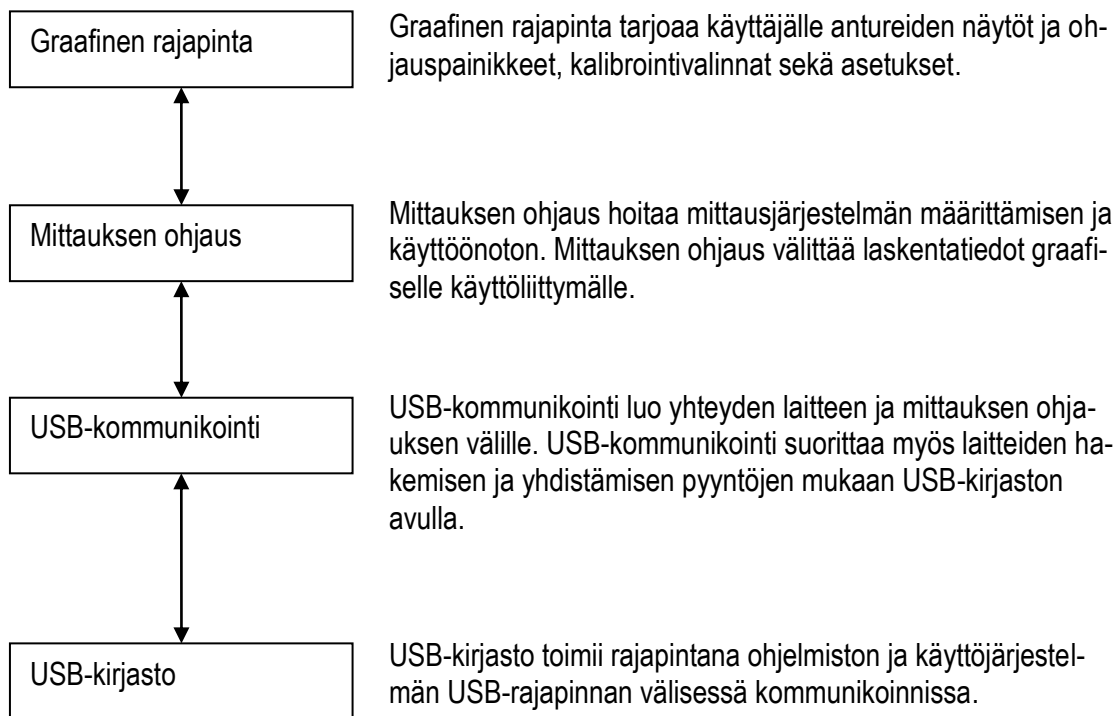 Graafinen rajapinta
Graafinen rajapinta tarjoaa käyttäjälle antureiden näytöt ja oh-
jauspainikkeet, kalibrointivalinnat sekä asetukset.
Mittauksen ohjaus
Mittauksen ohjaus hoitaa mittausjärjestelmän määrittämisen ja
käyttöönoton. Mittauksen ohjaus välittää laskentatiedot graafi-
selle käyttöliittymälle.
USB-kommunikointi
USB-kommunikointi luo yhteyden laitteen ja mittauksen ohja-
uksen välille. USB-kommunikointi suorittaa myös laitteiden ha-
kemisen ja yhdistämisen pyyntöjen mukaan USB-kirjaston
avulla.
USB-kirjasto
USB-kirjasto toimii rajapintana ohjelmiston ja käyttöjärjestel-
män USB-rajapinnan välisessä kommunikoinnissa.